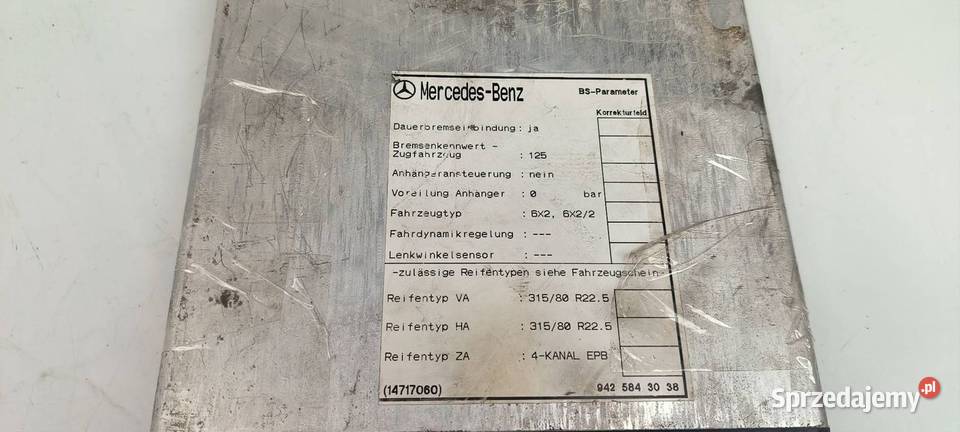 Mercedes-Benz BS-Parameter
Korrekturfeld
Dauerbremseinbindung: ja
Bremsenkennwert -
Zugfahrzeug : 125
Anhängeransteuerung : nein
Voreilung Anhänger : 0 bar
Fahrzeugtyp : 6X2, 6X2/2
Fahrdynamikregelung : ---
Lenkwinkelsensor : ---
-zulässige Reifentypen siehe Fahrzeugschein-
Reifentyp VA : 315/80 R22.5
Reifentyp HA : 315/80 R22.5
Reifentyp ZA : 4-KANAL EPB
(14717060) 942 584 30 38
Sprzedajemy.pl